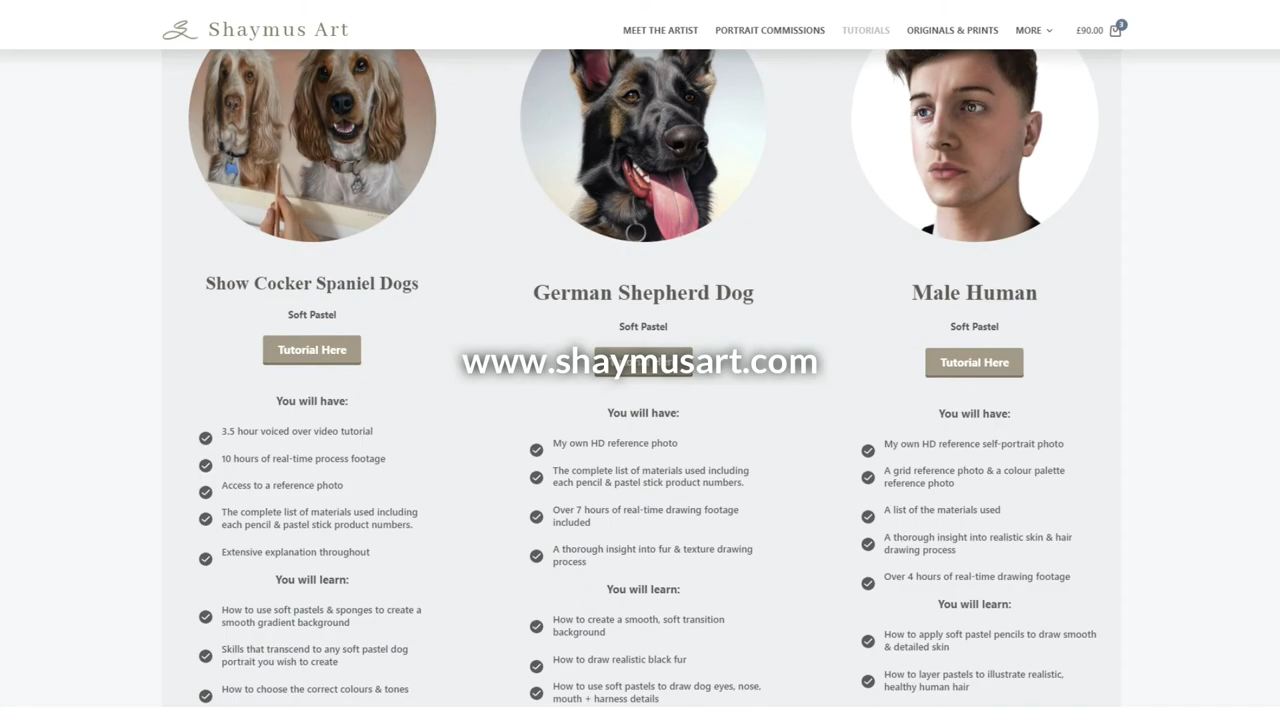 Shaymus Art
MEET THE ARTIST
PORTRAIT COMMISSIONS
TUTORIALS
ORIGINALS & PRINTS
MORE
£90.00
3
Show Cocker Spaniel Dogs
Soft Pastel
Tutorial Here
You will have:
3.5 hour voiced over video tutorial
10 hours of real-time process footage
Access to a reference photo
The complete list of materials used including
each pencil & pastel stick product numbers.
Extensive explanation throughout
You will learn:
How to use soft pastels & sponges to create a
smooth gradient background
Skills that transcend to any soft pastel dog
portrait you wish to create
How to choose the correct colours & tones
German Shepherd Dog
Soft Pastel
www.shaymusart.com
You will have:
My own HD reference photo
The complete list of materials used including
each pencil & pastel stick product numbers.
Over 7 hours of real-time drawing footage
included
A thorough insight into fur & texture drawing
process
You will learn:
How to create a smooth, soft transition
background
How to draw realistic black fur
How to use soft pastels to draw dog eyes, nose,
mouth + harness details
Male Human
Soft Pastel
Tutorial Here
You will have:
My own HD reference self-portrait photo
A grid reference photo & a colour palette
reference photo
A list of the materials used
A thorough insight into realistic skin & hair
drawing process
Over 4 hours of real-time drawing footage
You will learn:
How to apply soft pastel pencils to draw smooth
& detailed skin
How to layer pastels to illustrate realistic,
healthy human hair